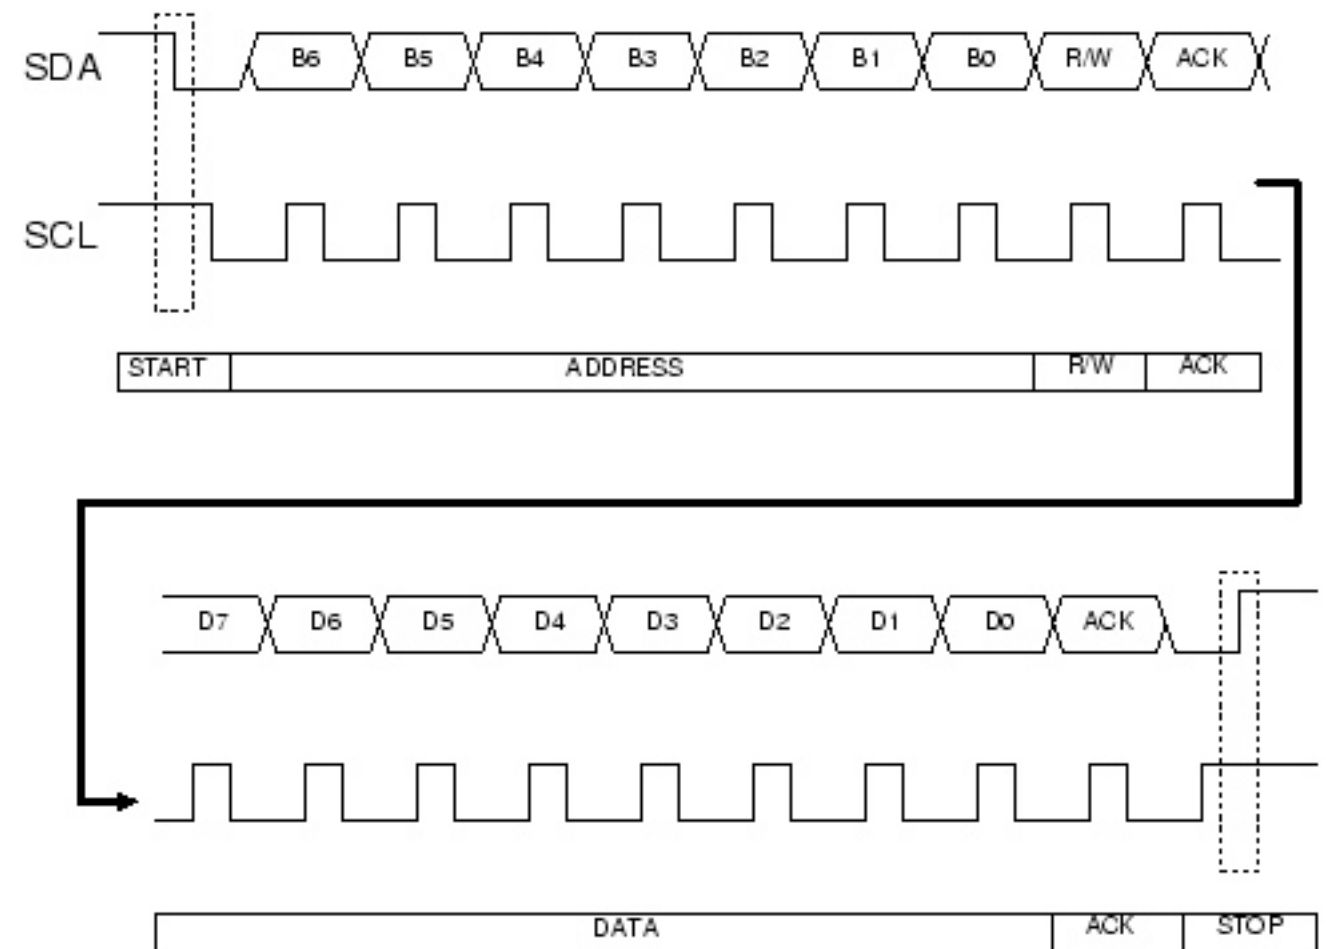 SDA B6 B5 B4 B3 B2 B1 B0 R/W ACK
SCL
START ADDRESS R/W ACK
D7 D6 D5 D4 D3 D2 D1 D0 ACK
DATA ACK STOP